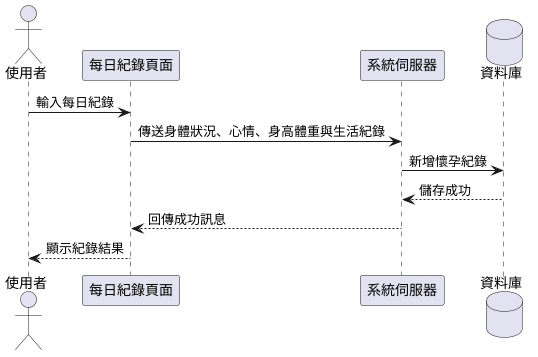 使用者
每日紀錄頁面
系統伺服器
資料庫
輸入每日紀錄
傳送身體狀況、心情、身高體重與生活紀錄
新增懷孕紀錄
儲存成功
回傳成功訊息
顯示紀錄結果
使用者
每日紀錄頁面
系統伺服器
資料庫